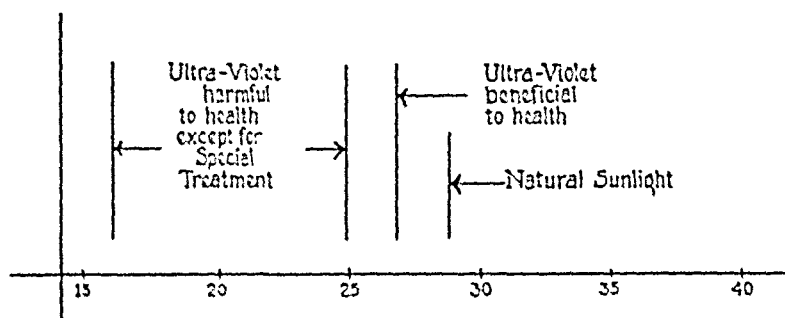 Ultra-Violet
harmful
to health
except for
Special
Treatment
Ultra-Violet
beneficial
to health
Natural Sunlight
15 20 25 30 35 40